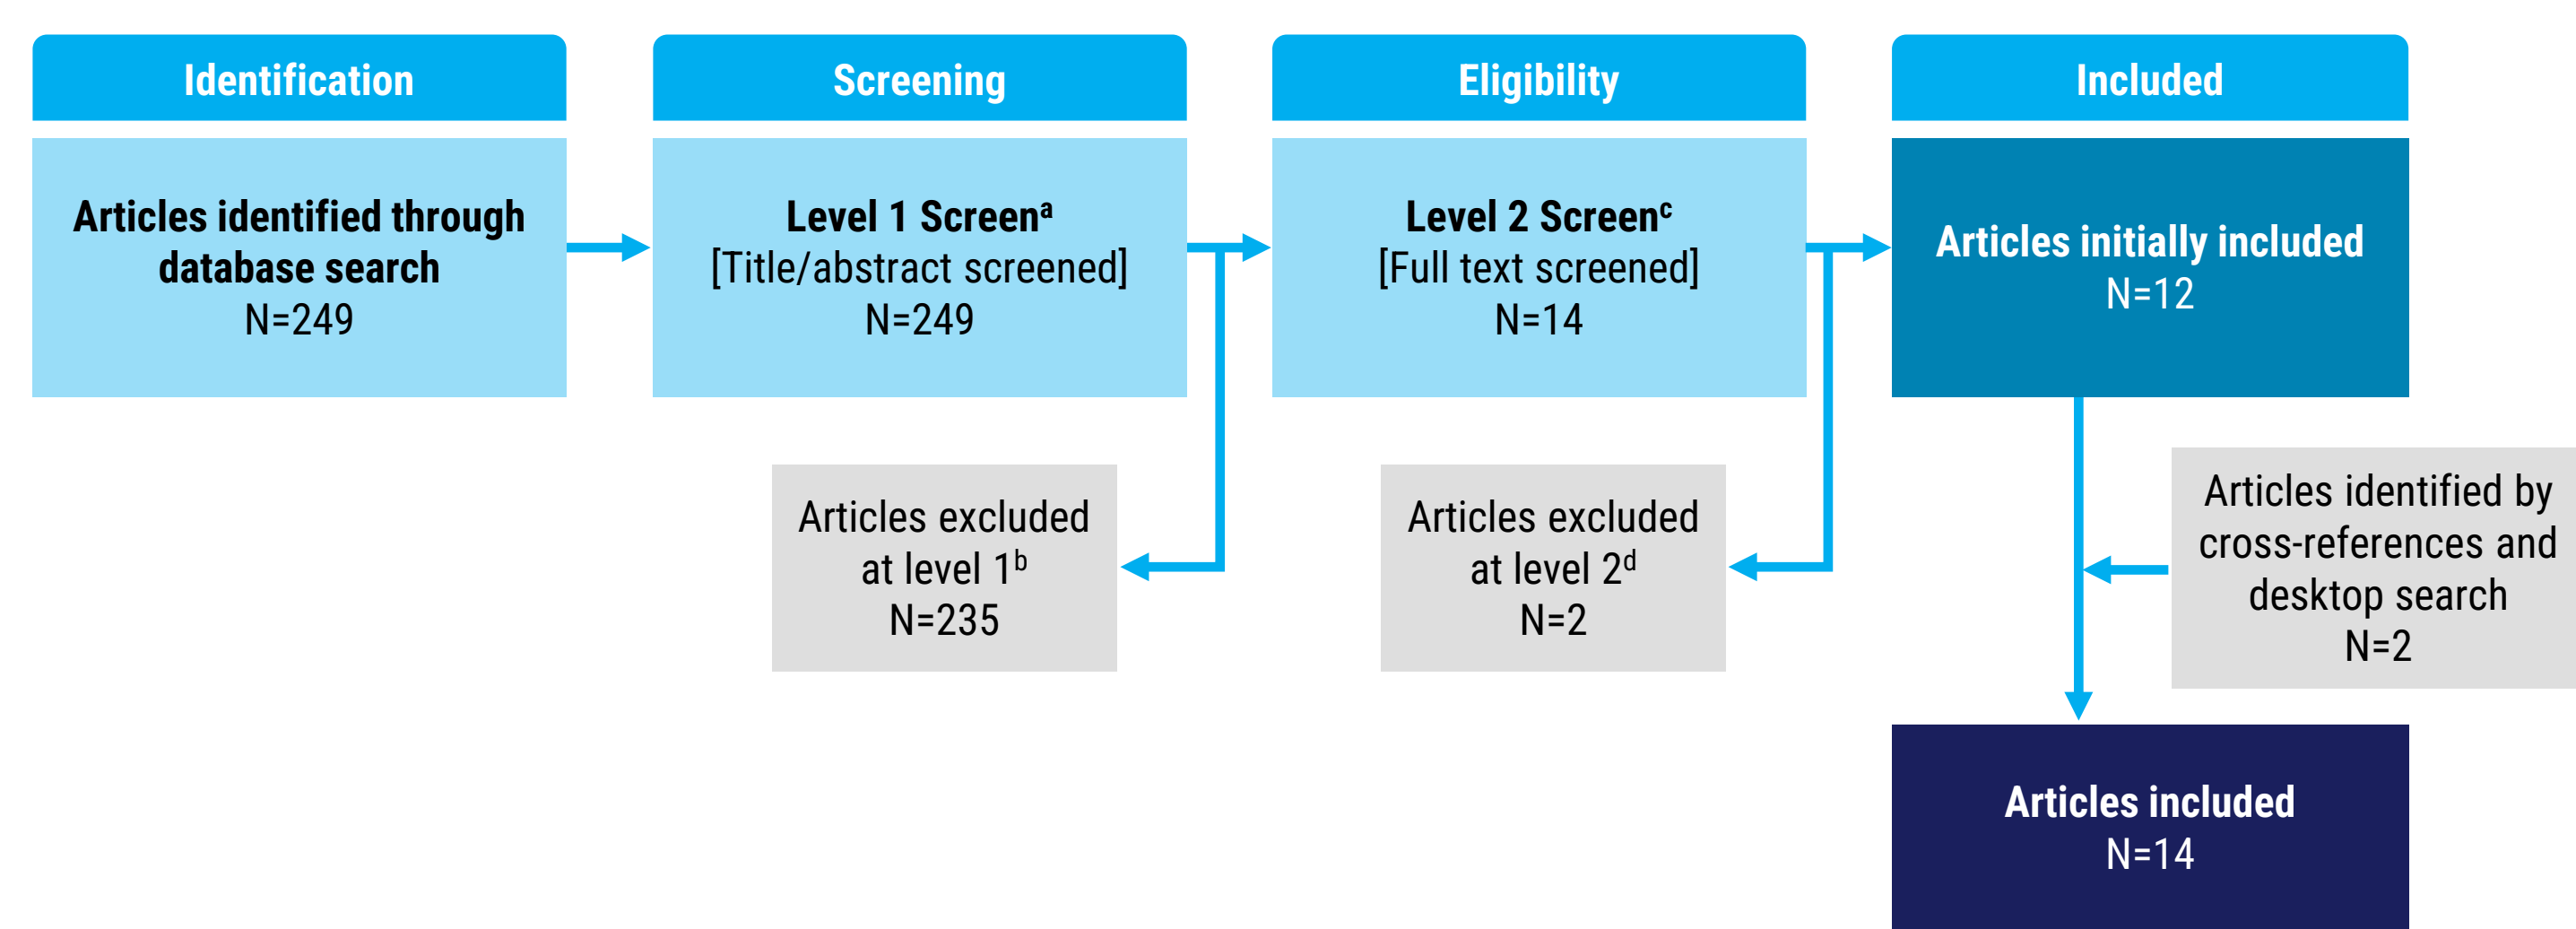 Identification
Articles identified through
database search
N=249
Screening
Level 1 Screenᵃ
[Title/abstract screened]
N=249
Articles excluded
at level 1ᵇ
N=235
Eligibility
Level 2 Screenᶜ
[Full text screened]
N=14
Articles excluded
at level 2ᵈ
N=2
Included
Articles initially included
N=12
Articles identified by
cross-references and
desktop search
N=2
Articles included
N=14